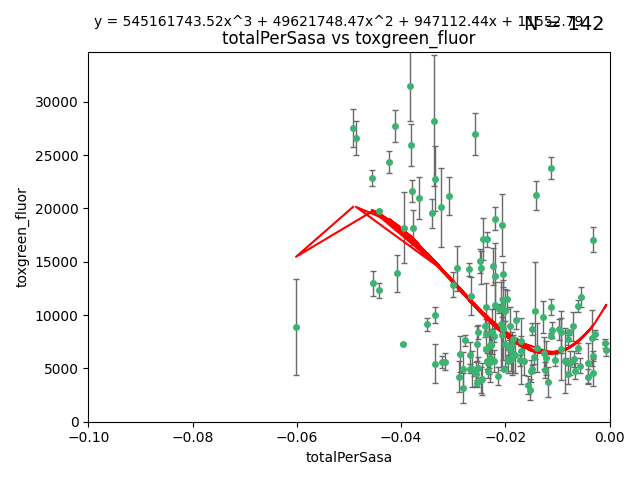 y = 545161743.52x^3 + 49621748.47x^2 + 947112.44x +
N = 142
totalPerSasa vs toxgreen_fluor
30000
25000
20000
15000
10000
5000
0
toxgreen_fluor
−0.10 −0.08 −0.06 −0.04 −0.02 0.00
totalPerSasa